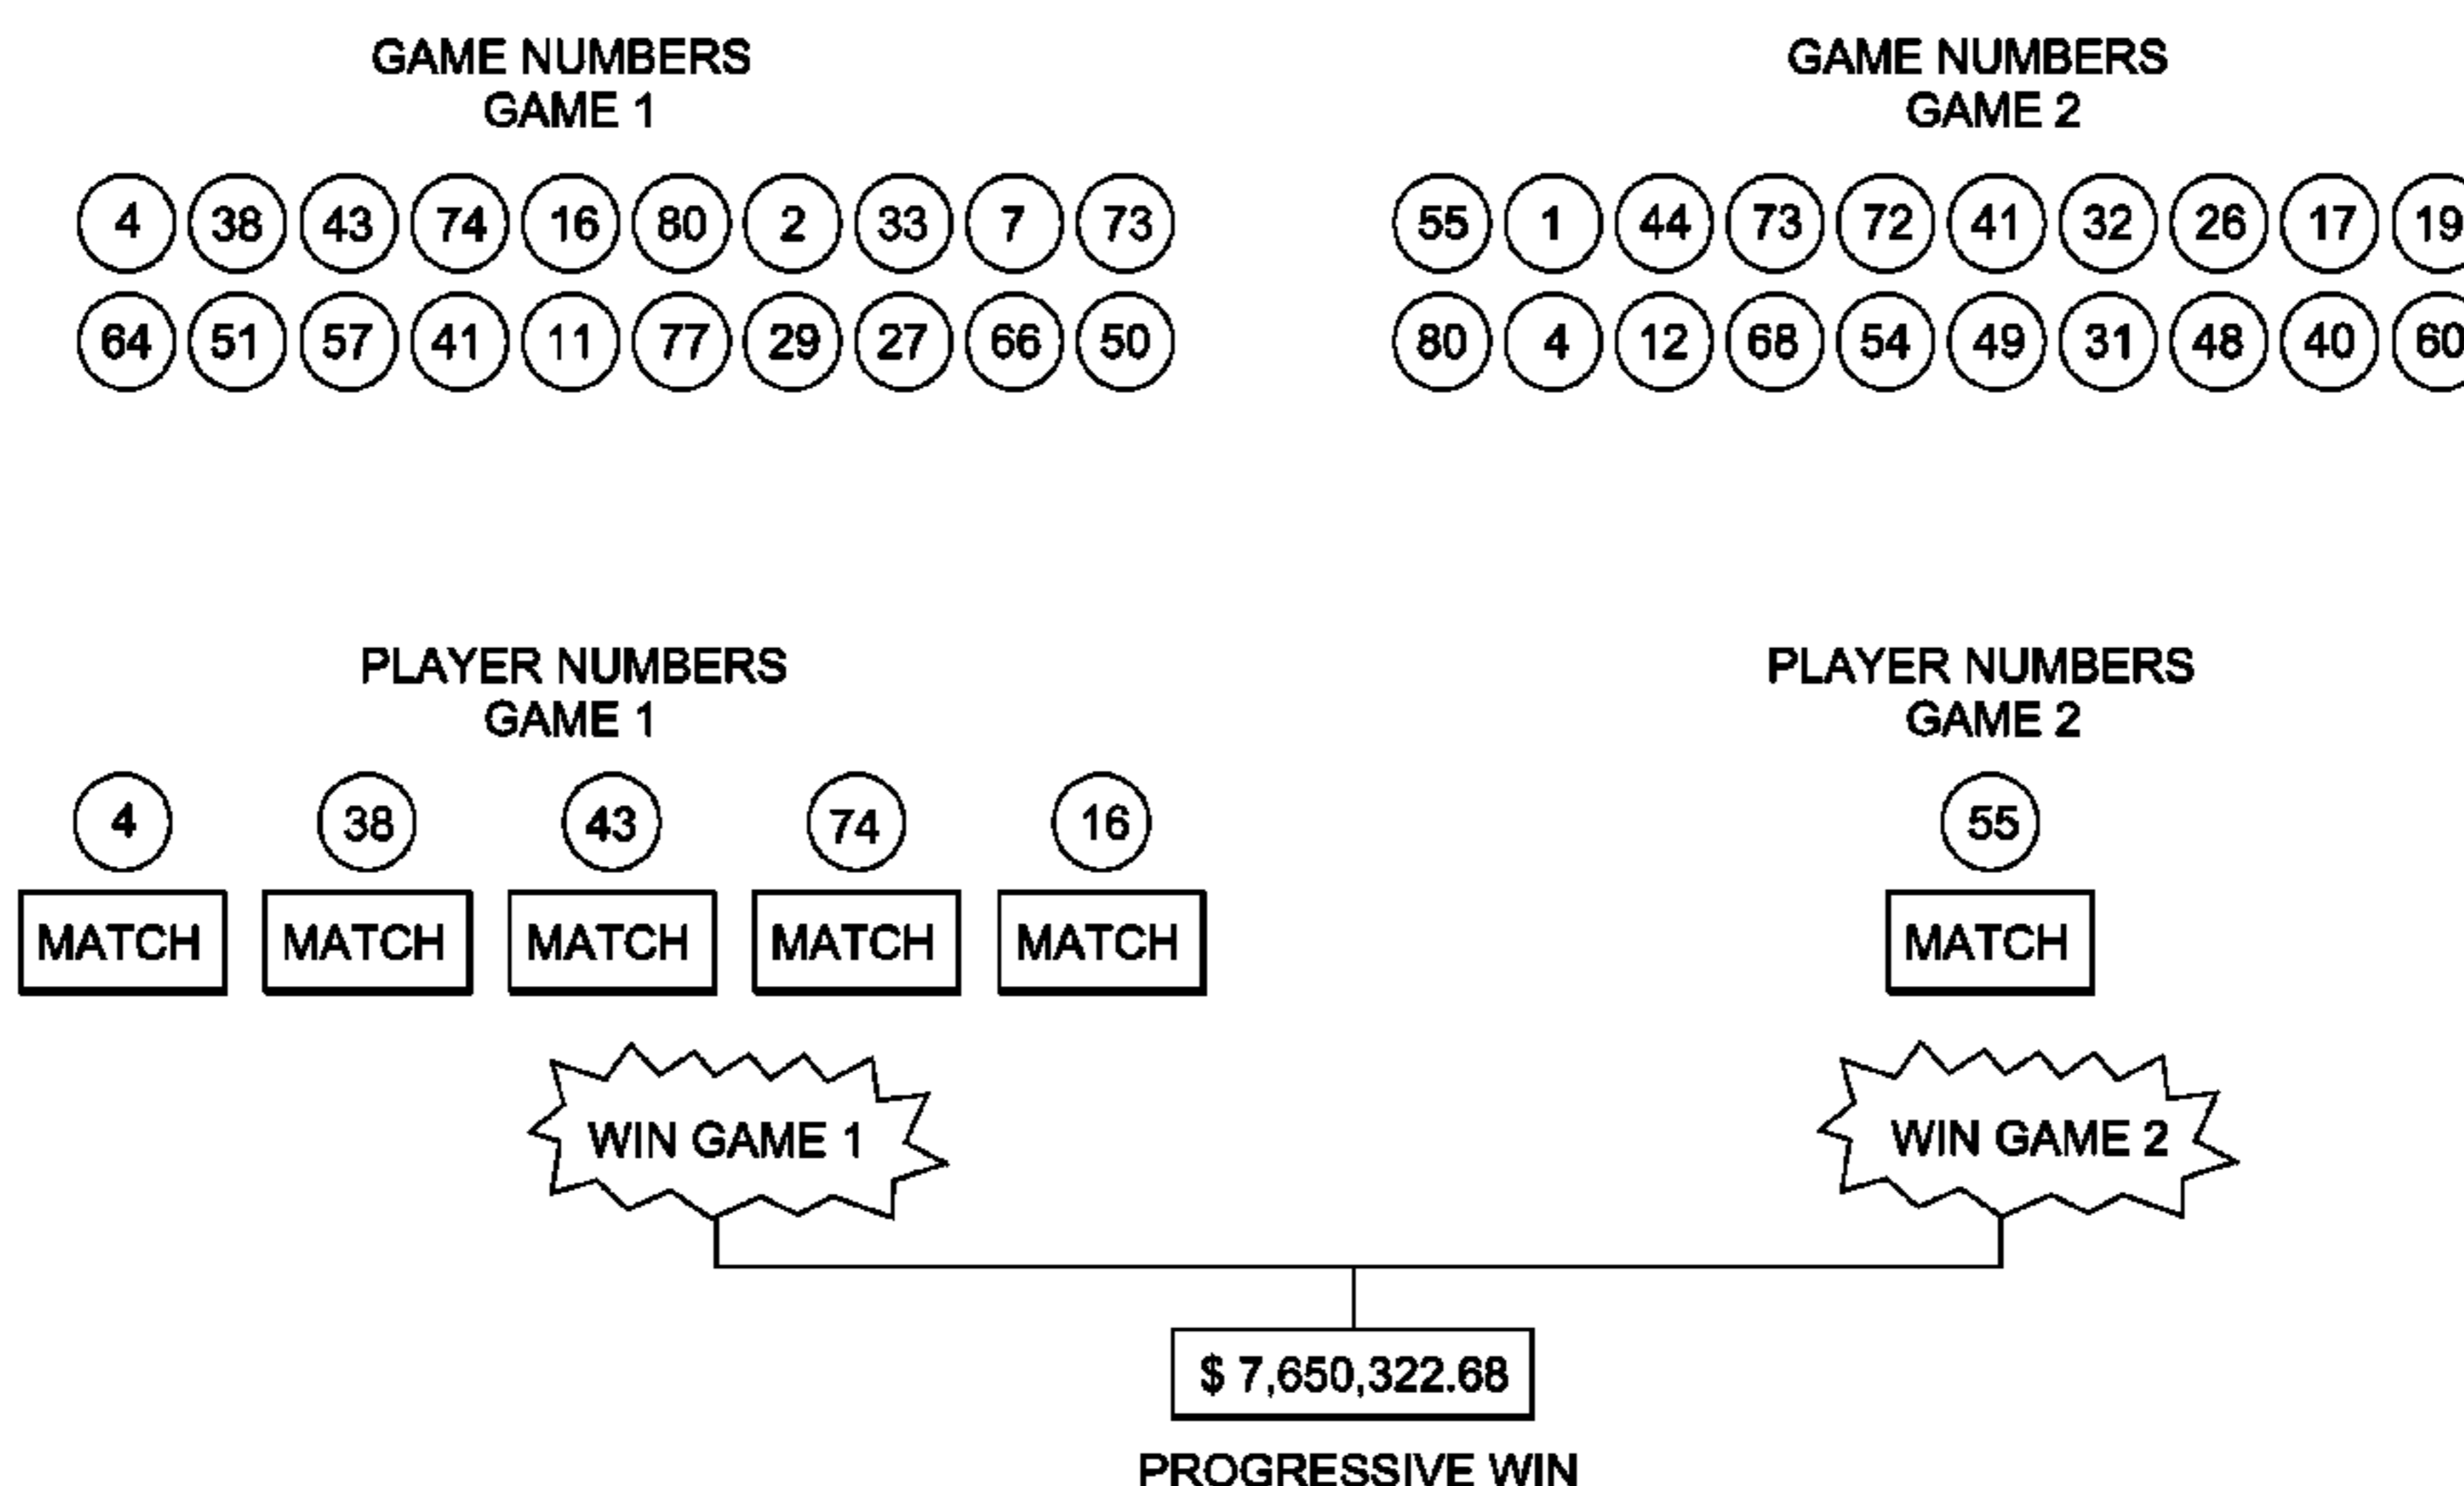 GAME NUMBERS
GAME 1
4 38 43 74 16 80 2 33 7 73
64 51 57 41 11 77 29 27 66 50
GAME NUMBERS
GAME 2
55 1 44 73 72 41 32 26 17 19
80 4 12 68 54 49 31 48 40 60
PLAYER NUMBERS
GAME 1
4 38 43 74 16
MATCH MATCH MATCH MATCH MATCH
WIN GAME 1
PLAYER NUMBERS
GAME 2
55
MATCH
WIN GAME 2
$ 7,650,322.68
PROGRESSIVE WIN